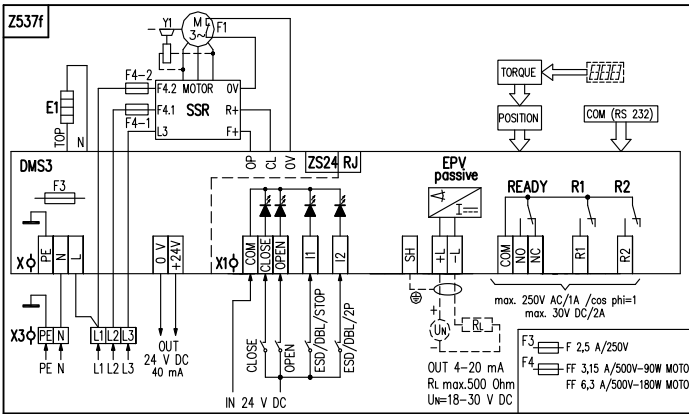 Z537f
Y1
M
3~
F1
F4-2
F4.2 MOTOR 0V
F4.1 SSR R+
L3 F+
F4-1
E1
TOP
N
OP
CL
0V
TORQUE
POSITION
COM (RS 232)
DMS3
ZS24 RJ
EPV
passive
READY R1 R2
F3
X PE N L
0 V
+24V
X1 COM CLOSE OPEN I1 I2
SH +L -L
COM NO NC R1 R2
max. 250V AC/1A /cos phi=1
max. 30V DC/2A
X3 PE N L1 L2 L3
PE N L1 L2 L3
OUT
24 V DC
40 mA
CLOSE
OPEN
ESD/DBL/STOP
ESD/DBL/2P
IN 24 V DC
+
UN
-
RL
OUT 4-20 mA
RL max.500 Ohm
UN=18-30 V DC
F3 F 2,5 A/250V
F4 FF 3,15 A/500V-90W MOTO
FF 6,3 A/500V-180W MOTO